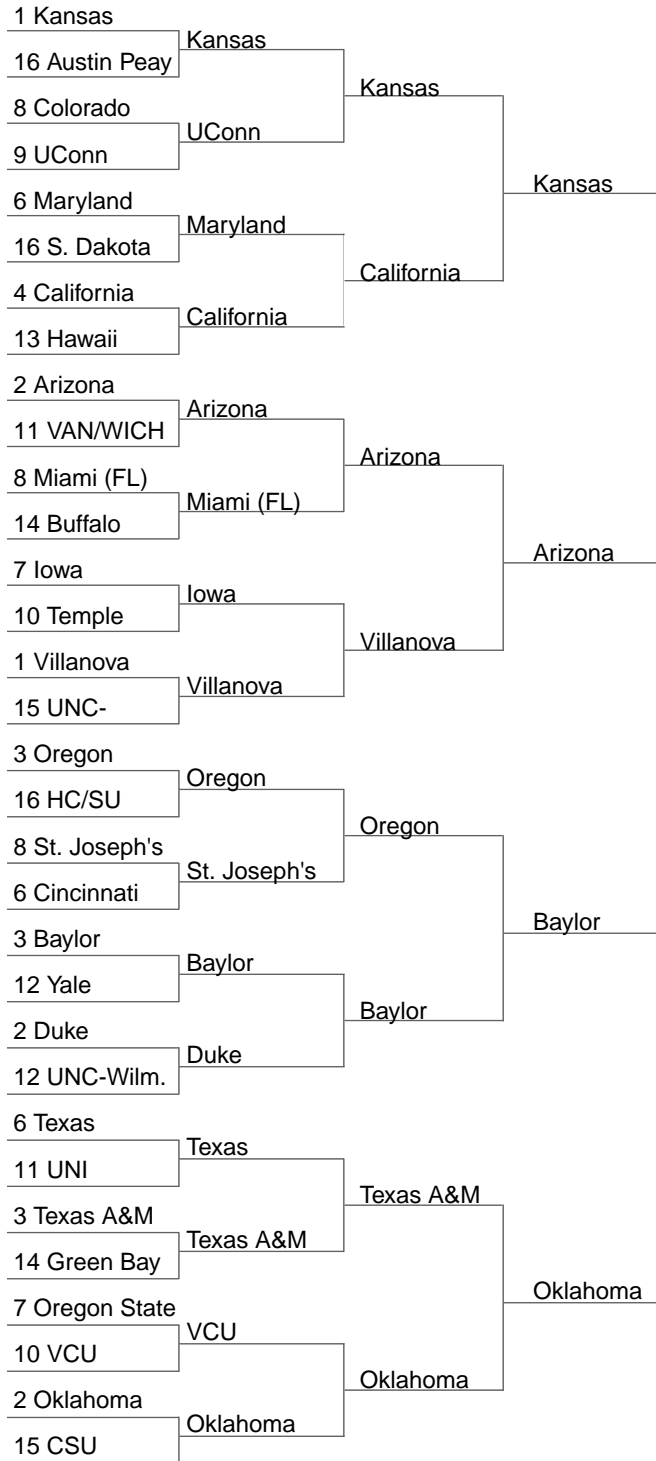 1 Kansas
16 Austin Peay
8 Colorado
9 UConn
6 Maryland
16 S. Dakota
4 California
13 Hawaii
2 Arizona
11 VAN/WICH
8 Miami (FL)
14 Buffalo
7 Iowa
10 Temple
1 Villanova
15 UNC-
3 Oregon
16 HC/SU
8 St. Joseph's
6 Cincinnati
3 Baylor
12 Yale
2 Duke
12 UNC-Wilm.
6 Texas
11 UNI
3 Texas A&M
14 Green Bay
7 Oregon State
10 VCU
2 Oklahoma
15 CSU
Kansas
UConn
Maryland
California
Arizona
Miami (FL)
Iowa
Villanova
Oregon
St. Joseph's
Baylor
Duke
Texas
Texas A&M
VCU
Oklahoma
Kansas
California
Arizona
Villanova
Oregon
Baylor
Texas A&M
Oklahoma
Kansas
Arizona
Baylor
Oklahoma